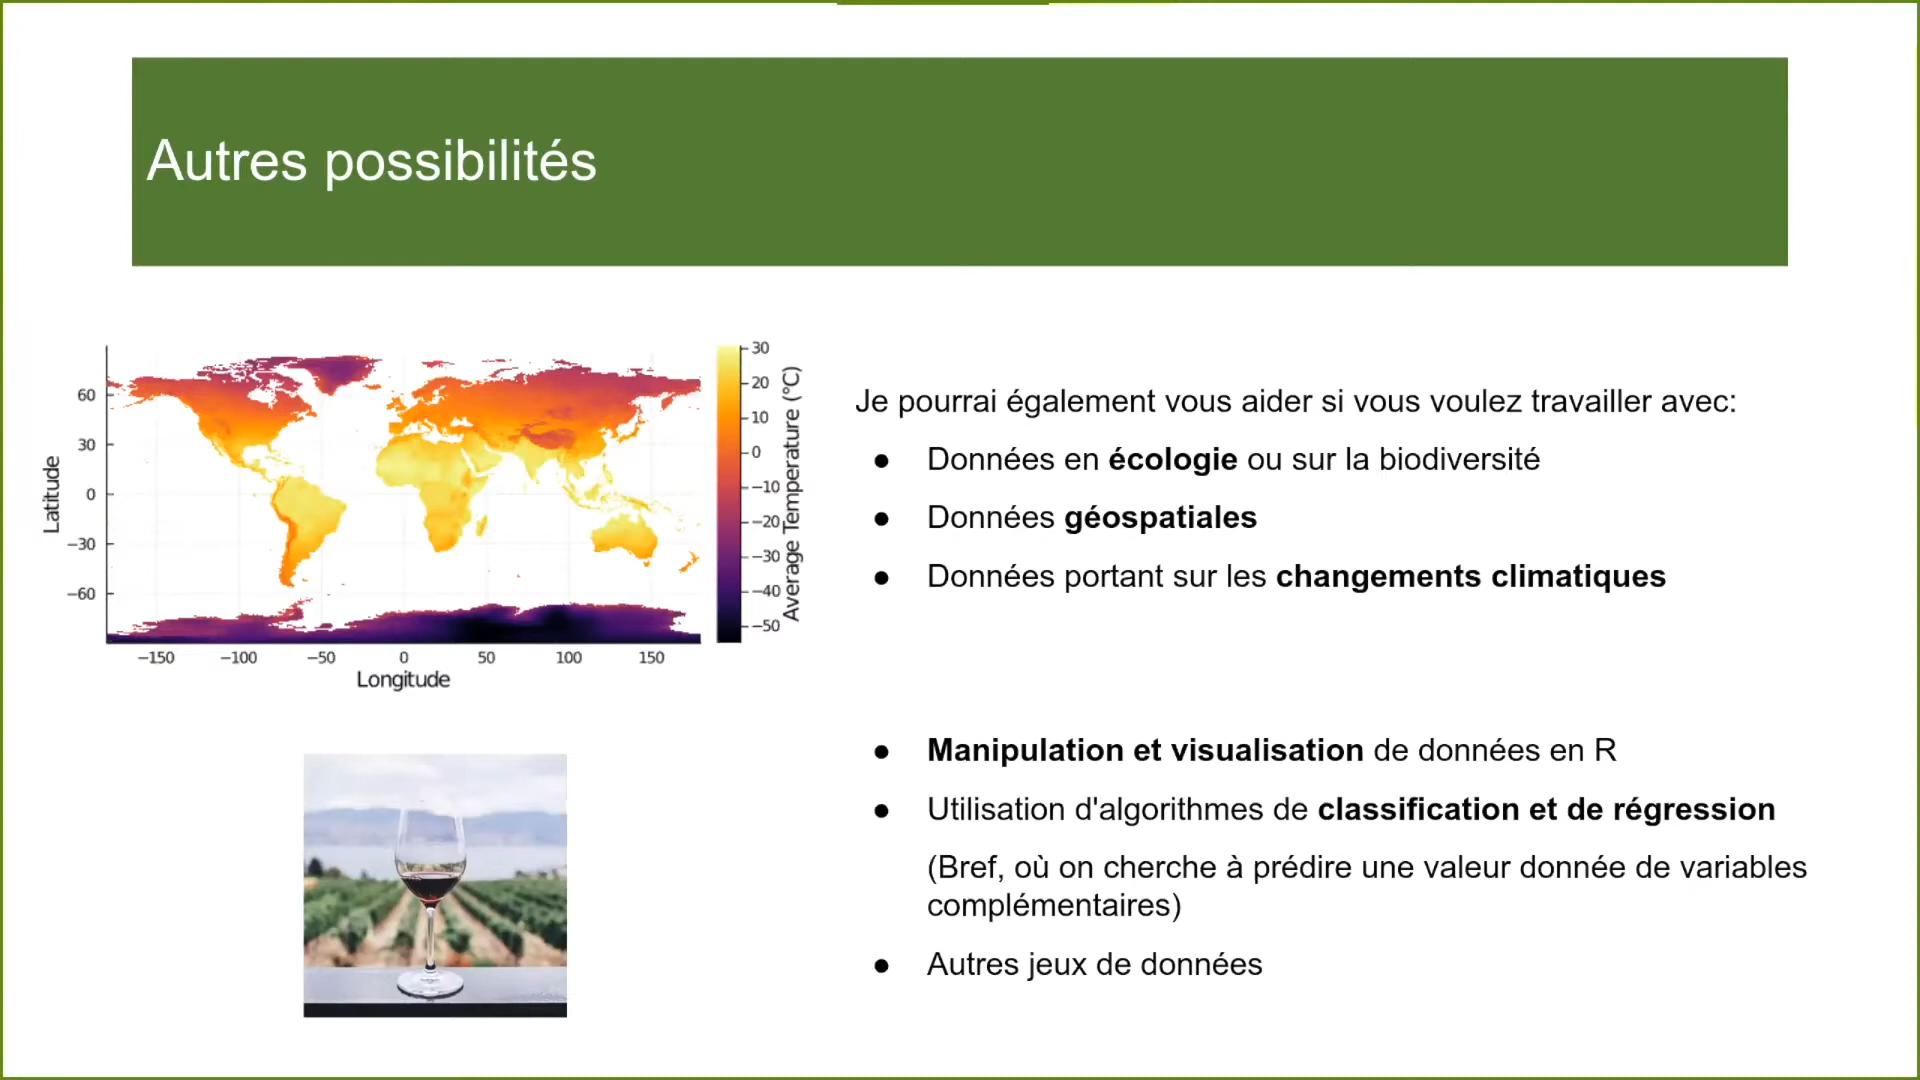 Autres possibilités
30
20
10
0
−10
−20
−30
−40
−50
Average Temperature (°C)
60
30
0
−30
−60
Latitude
−150 −100 −50 0 50 100 150
Longitude
Je pourrai également vous aider si vous voulez travailler avec:
● Données en écologie ou sur la biodiversité
● Données géospatiales
● Données portant sur les changements climatiques
● Manipulation et visualisation de données en R
● Utilisation d'algorithmes de classification et de régression
(Bref, où on cherche à prédire une valeur donnée de variables
complémentaires)
● Autres jeux de données